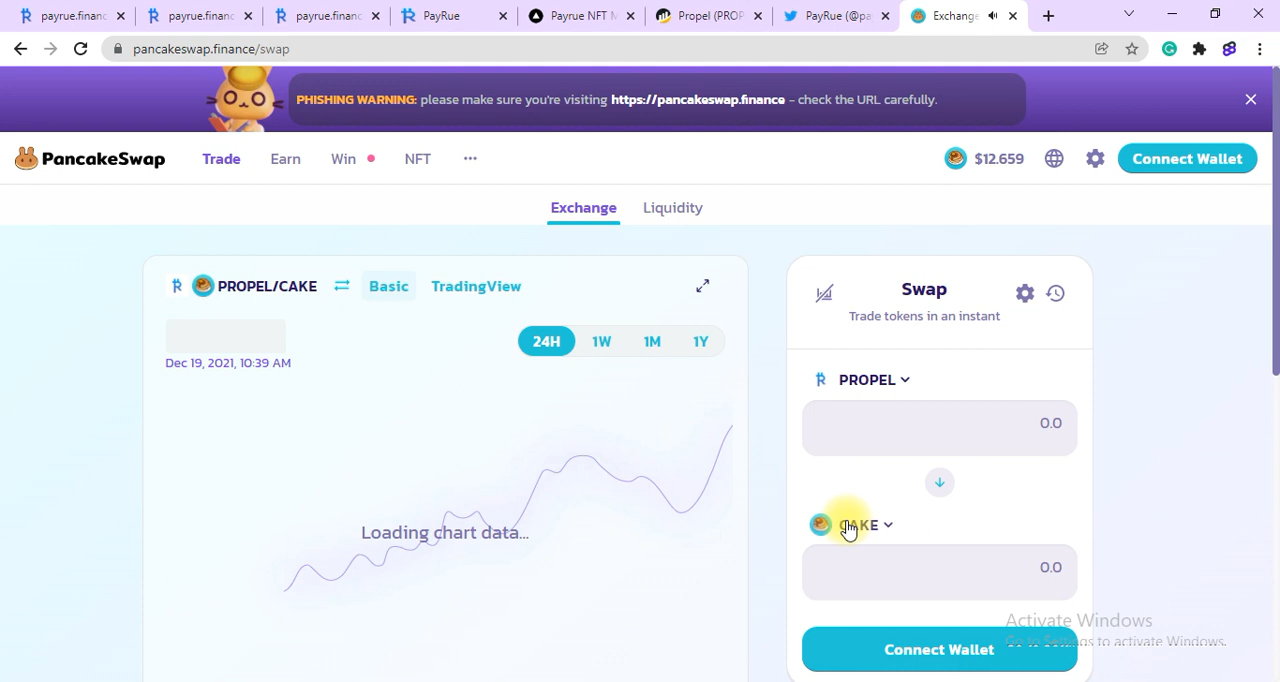 payrue.financ
payrue.financ
payrue.financ
PayRue
Payrue NFT M
Propel (PROP
PayRue (@pa
Exchange
pancakeswap.finance/swap
PHISHING WARNING: please make sure you're visiting https://pancakeswap.finance - check the URL carefully.
PancakeSwap
Trade
Earn
Win
NFT
$12.659
Connect Wallet
Exchange
Liquidity
PROPEL/CAKE
Basic
TradingView
24H
1W
1M
1Y
Dec 19, 2021, 10:39 AM
Loading chart data...
Swap
Trade tokens in an instant
PROPEL
0.0
CAKE
0.0
Connect Wallet
Activate Windows
Go to Settings to activate Windows.